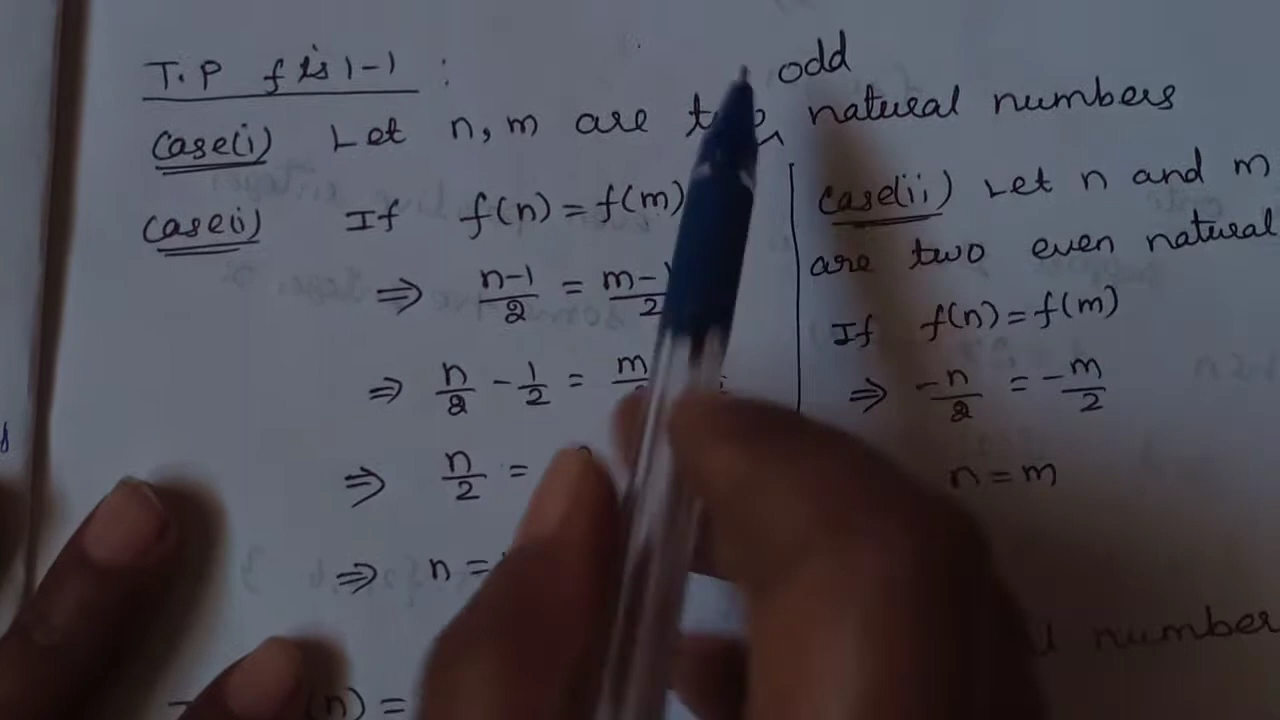 T.P f is 1-1 :
Case(i) Let n, m are two odd natural numbers
Case(i) If f(n) = f(m)
⇒ n-1/2 = m-1/2
⇒ n/2 - 1/2 = m
⇒ n/2 =
⇒ n =
(n) =
Case(ii) Let n and m
are two even natural
If f(n) = f(m)
⇒ -n/2 = -m/2
n = m
number